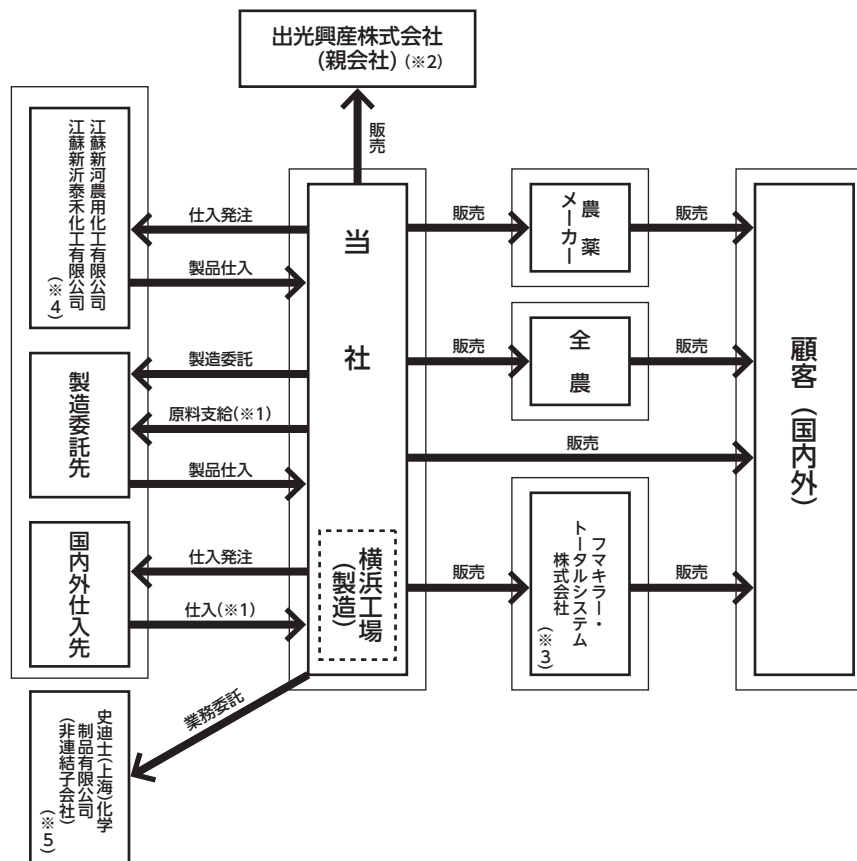 出光興産株式会社
(親会社)(※2)
販売
江蘇新河農用化工有限公司
江蘇新沂泰禾化工有限公司
(※4)
仕入発注
製品仕入
製造委託先
製造委託
原料支給(※1)
製品仕入
国内外仕入先
仕入発注
仕入(※1)
史迪士(上海)化学
制品有限公司
(非連結子会社)
(※5)
業務委託
当社
横浜工場
(製造)
販売
農薬
メーカー
販売
販売
全農
販売
販売
販売
フマキラー・
トータルシステム
株式会社
(※3)
販売
顧客(国内外)